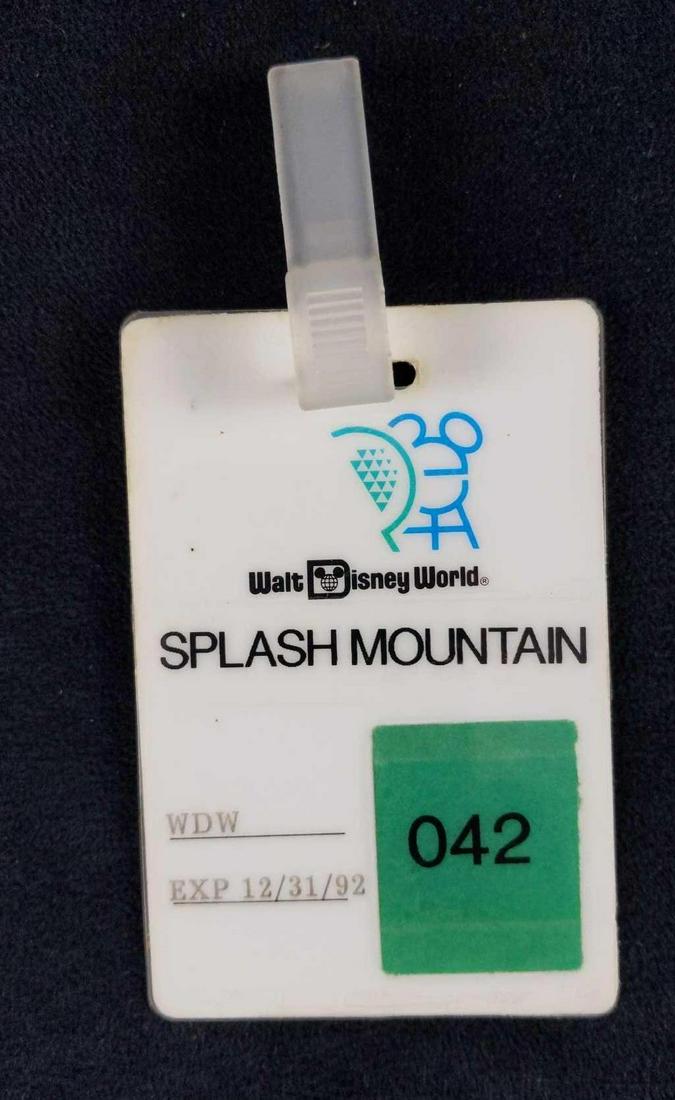 Walt Disney World®
SPLASH MOUNTAIN
WDW
EXP 12/31/92
042